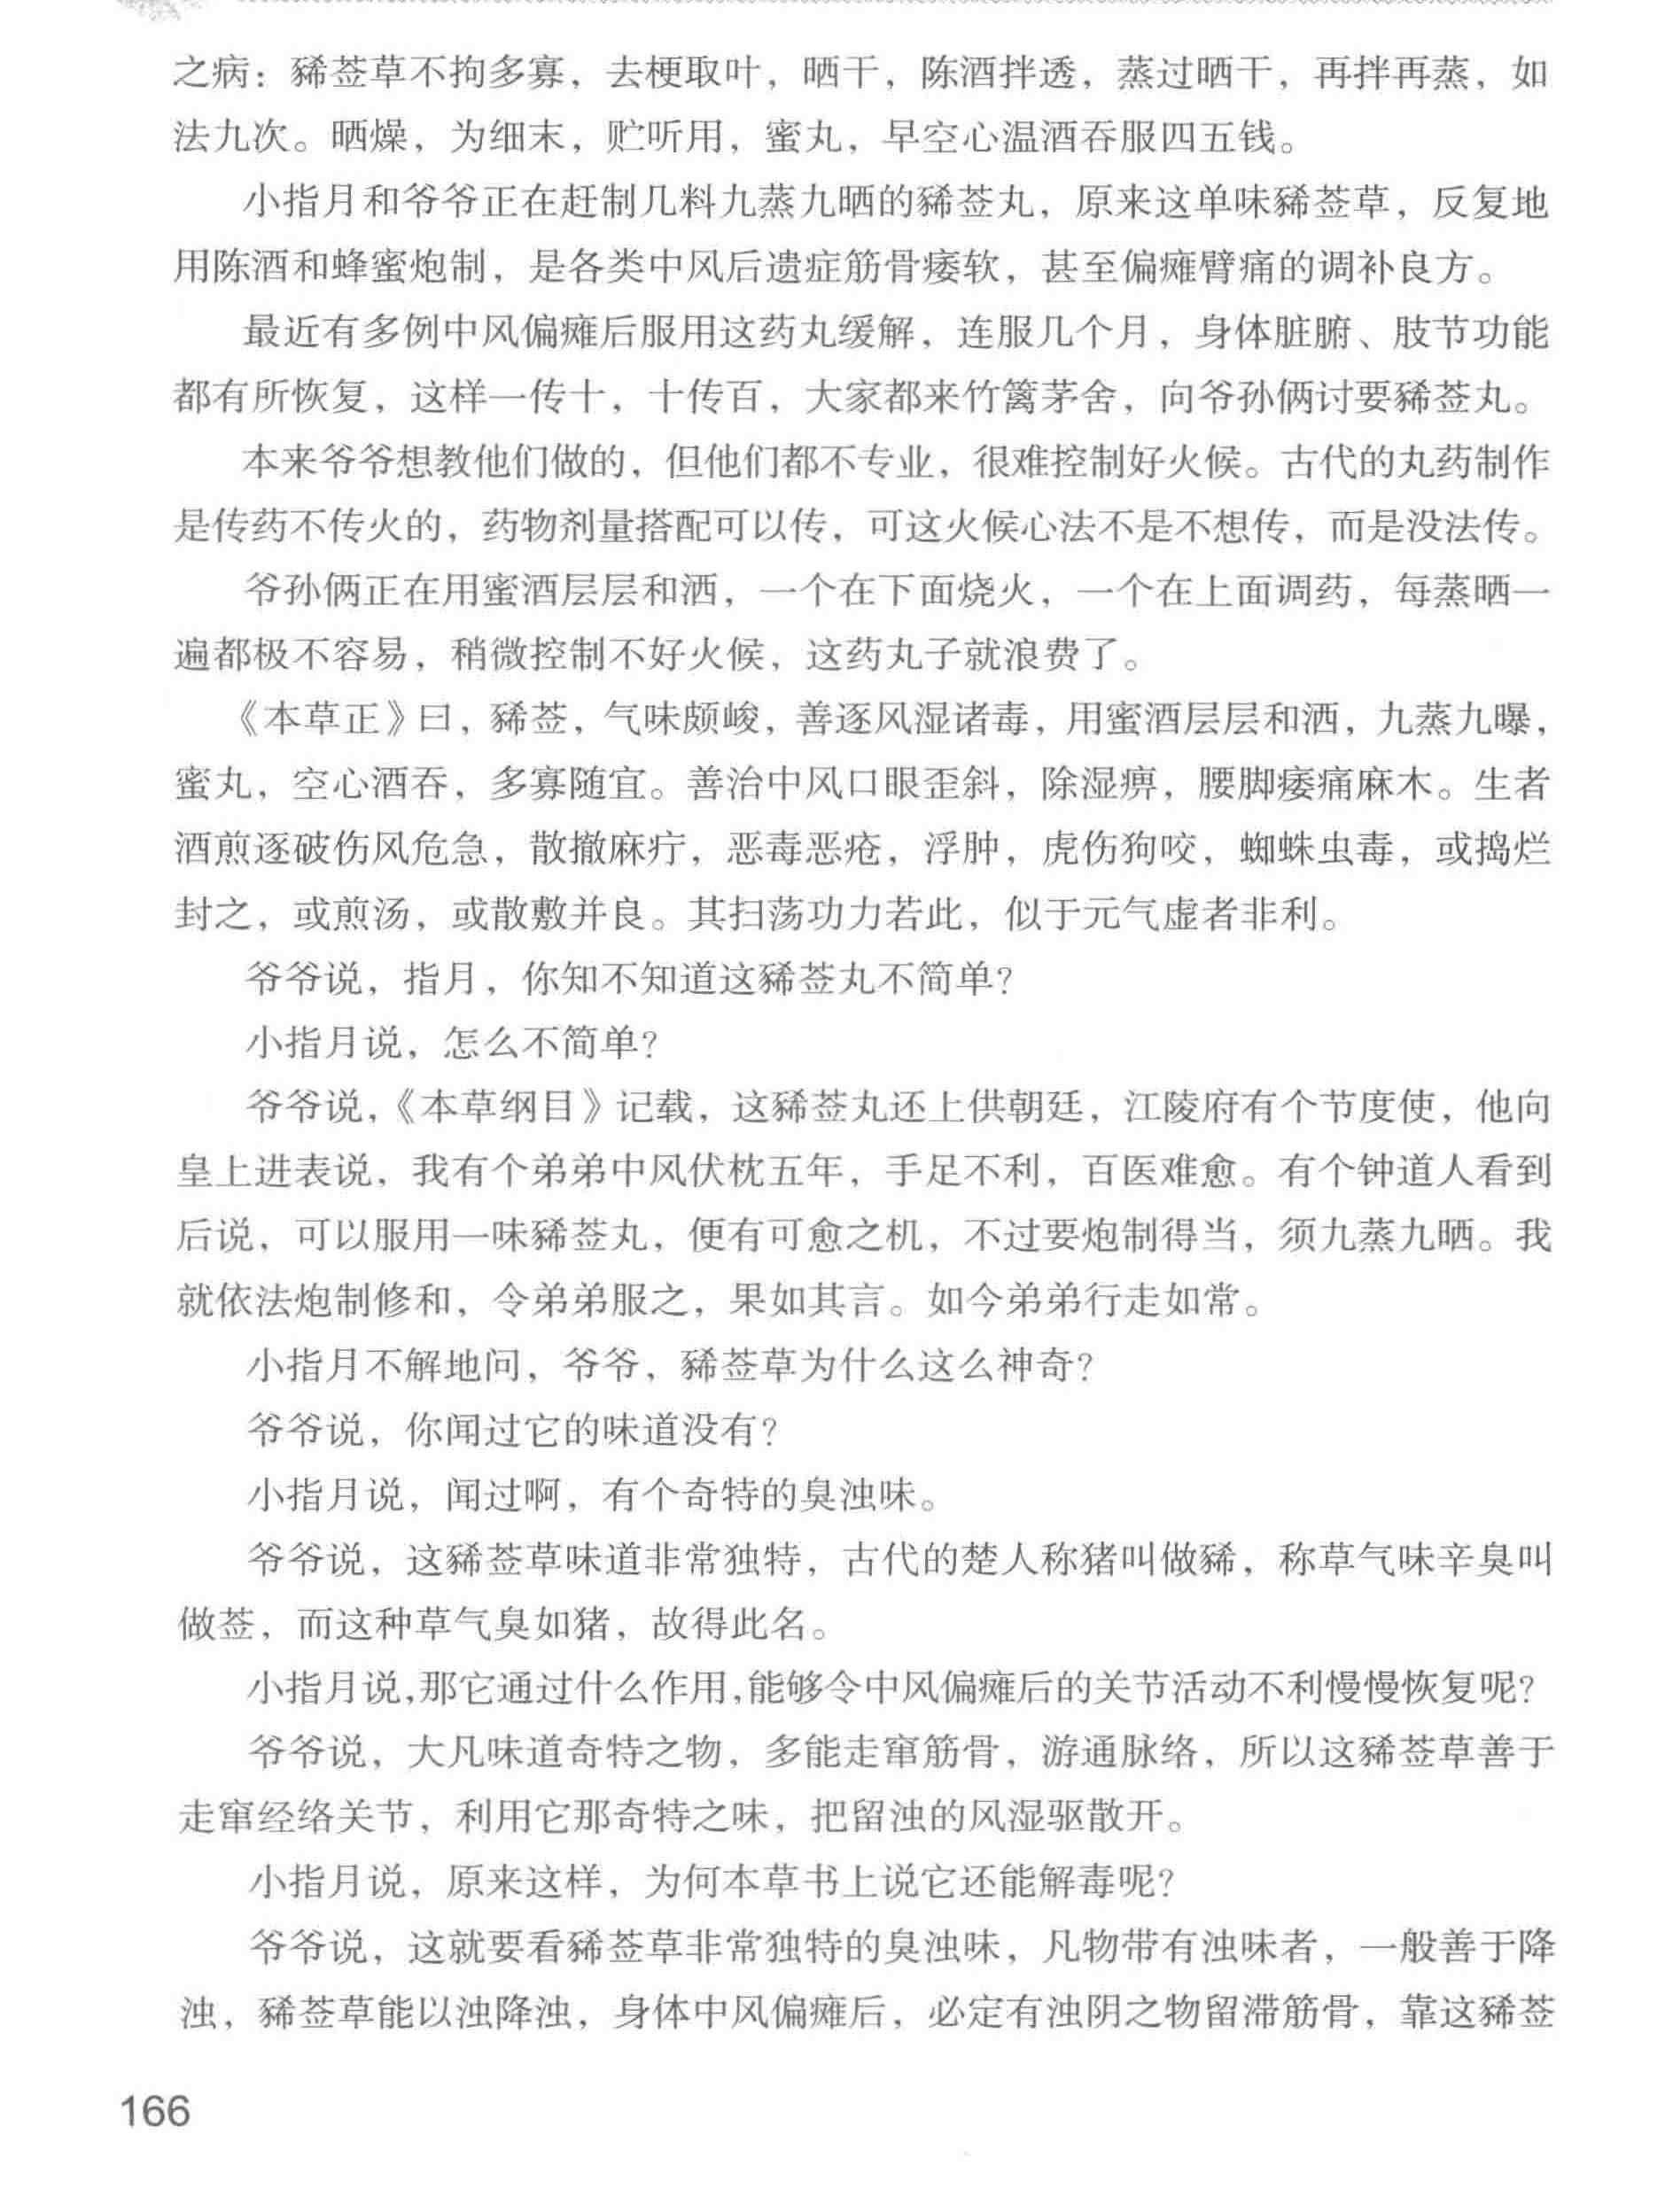 之病：豨莶草不拘多寡，去梗取叶，晒干，陈酒拌透，蒸过晒干，再拌再蒸，如
法九次。晒燥，为细末，贮听用，蜜丸，早空心温酒吞服四五钱。
小指月和爷爷正在赶制几料九蒸九晒的豨莶丸，原来这单味豨莶草，反复地
用陈酒和蜂蜜炮制，是各类中风后遗症筋骨痿软，甚至偏瘫臂痛的调补良方。
最近有多例中风偏瘫后服用这药丸缓解，连服几个月，身体脏腑、肢节功能
都有所恢复，这样一传十，十传百，大家都来竹篱茅舍，向爷孙俩讨要豨莶丸。
本来爷爷想教他们做的，但他们都不专业，很难控制好火候。古代的丸药制作
是传药不传火的，药物剂量搭配可以传，可这火候心法不是不想传，而是没法传。
爷孙俩正在用蜜酒层层和洒，一个在下面烧火，一个在上面调药，每蒸晒一
遍都极不容易，稍微控制不好火候，这药丸子就浪费了。
《本草正》曰，豨莶，气味颇峻，善逐风湿诸毒，用蜜酒层层和洒，九蒸九曝，
蜜丸，空心酒吞，多寡随宜。善治中风口眼歪斜，除湿痹，腰脚痿痛麻木。生者
酒煎逐破伤风危急，散撤麻疔，恶毒恶疮，浮肿，虎伤狗咬，蜘蛛虫毒，或捣烂
封之，或煎汤，或散敷并良。其扫荡功力若此，似于元气虚者非利。
爷爷说，指月，你知不知道这豨莶丸不简单？
小指月说，怎么不简单？
爷爷说，《本草纲目》记载，这豨莶丸还上供朝廷，江陵府有个节度使，他向
皇上进表说，我有个弟弟中风伏枕五年，手足不利，百医难愈。有个钟道人看到
后说，可以服用一味豨莶丸，便有可愈之机，不过要炮制得当，须九蒸九晒。我
就依法炮制修和，令弟弟服之，果如其言。如今弟弟行走如常。
小指月不解地问，爷爷，豨莶草为什么这么神奇？
爷爷说，你闻过它的味道没有？
小指月说，闻过啊，有个奇特的臭浊味。
爷爷说，这豨莶草味道非常独特，古代的楚人称猪叫做豨，称草气味辛臭叫
做莶，而这种草气臭如猪，故得此名。
小指月说，那它通过什么作用，能够令中风偏瘫后的关节活动不利慢慢恢复呢？
爷爷说，大凡味道奇特之物，多能走窜筋骨，游通脉络，所以这豨莶草善于
走窜经络关节，利用它那奇特之味，把留浊的风湿驱散开。
小指月说，原来这样，为何本草书上说它还能解毒呢？
爷爷说，这就要看豨莶草非常独特的臭浊味，凡物带有浊味者，一般善于降
浊，豨莶草能以浊降浊，身体中风偏瘫后，必定有浊阴之物留滞筋骨，靠这豨莶
166